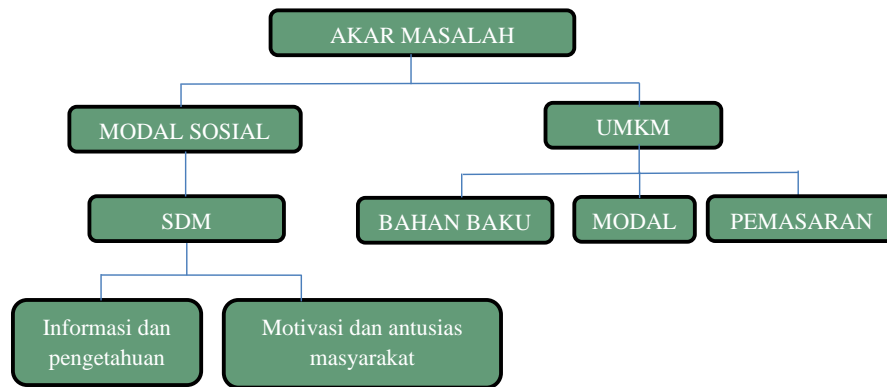 AKAR MASALAH
MODAL SOSIAL
UMKM
SDM
BAHAN BAKU
MODAL
PEMASARAN
Informasi dan
pengetahuan
Motivasi dan antusias
masyarakat